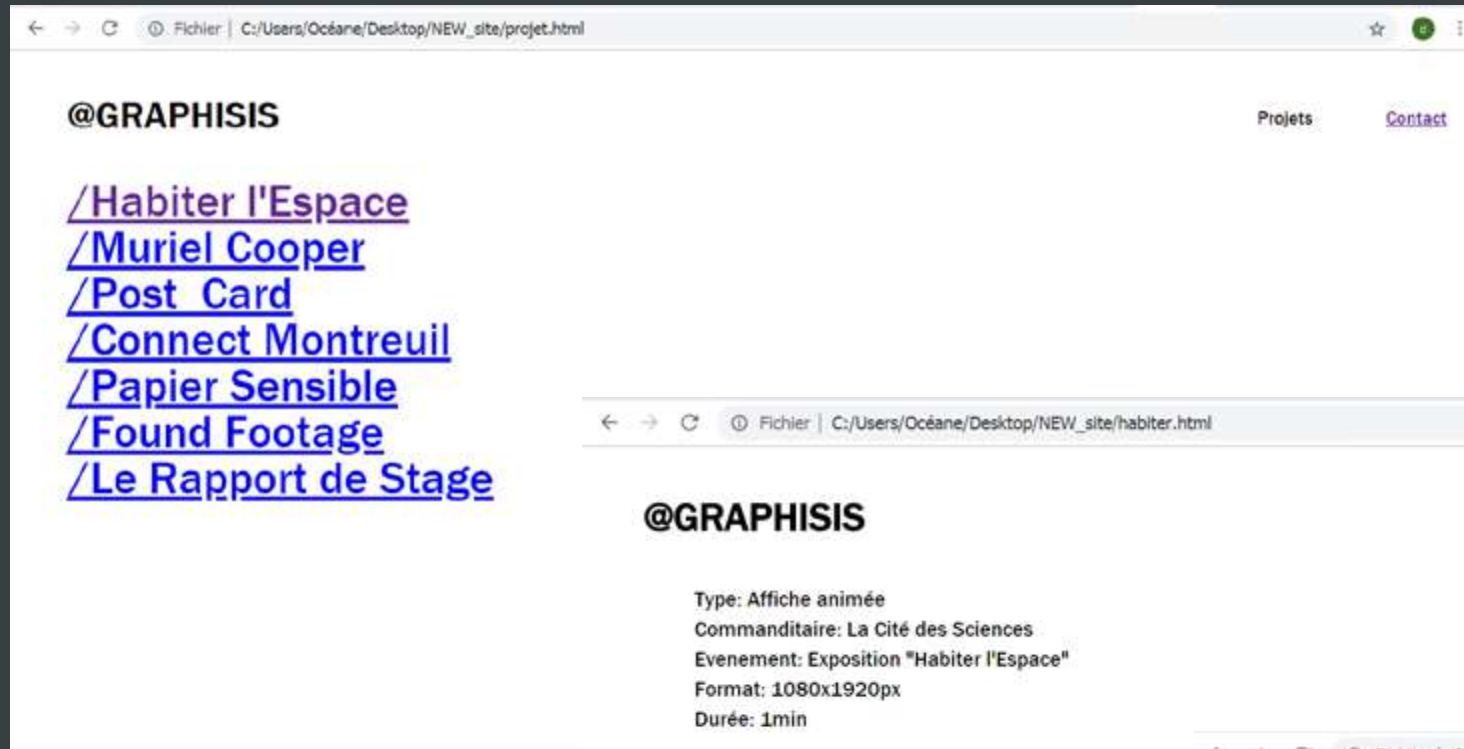 Fichier | C:/Users/Océane/Desktop/NEW_site/projet.html
d
@GRAPHISIS
Projets
Contact
/Habiter l'Espace
/Muriel Cooper
/Post_Card
/Connect Montreuil
/Papier Sensible
/Found Footage
/Le Rapport de Stage
Fichier | C:/Users/Océane/Desktop/NEW_site/habiter.html
@GRAPHISIS
Type: Affiche animée
Commanditaire: La Cité des Sciences
Evenement: Exposition "Habiter l'Espace"
Format: 1080x1920px
Durée: 1min